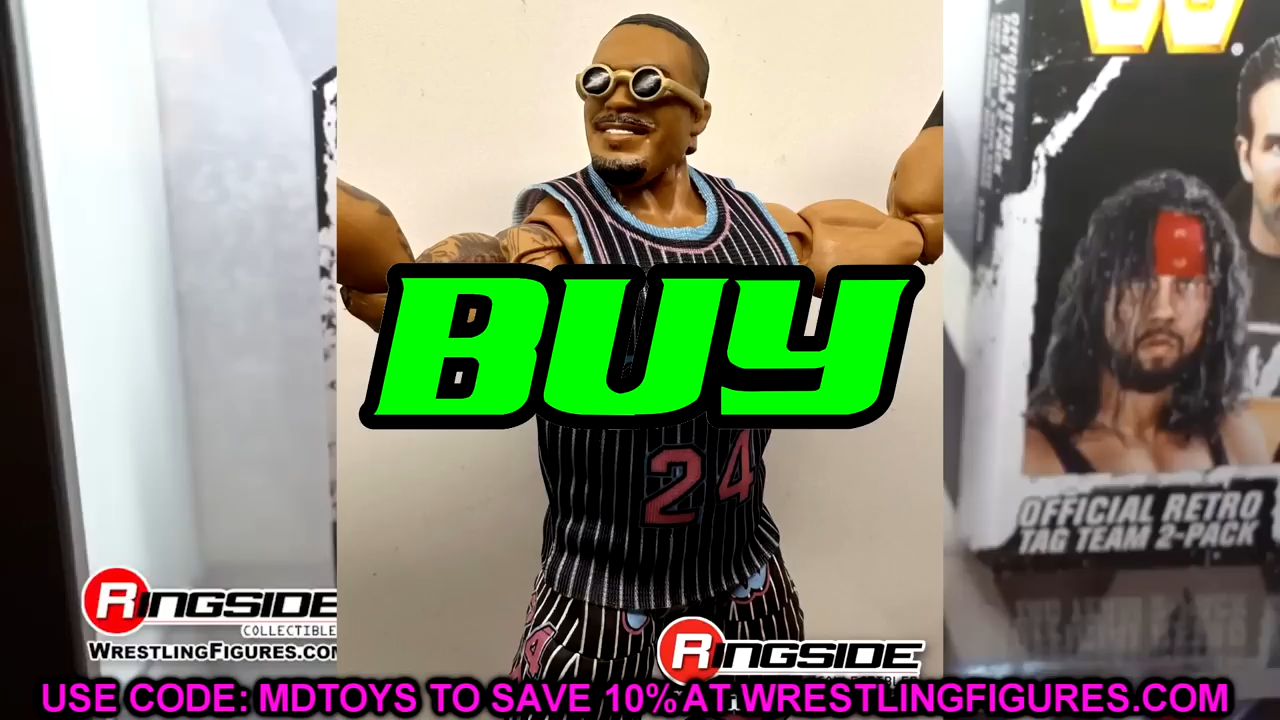 BUY
24
OFFICIAL RETRO
TAG TEAM 2-PACK
RINGSIDE
COLLECTIBLE
WRESTLINGFIGURES.COM
RINGSIDE
USE CODE: MDTOYS TO SAVE 10% AT WRESTLINGFIGURES.COM